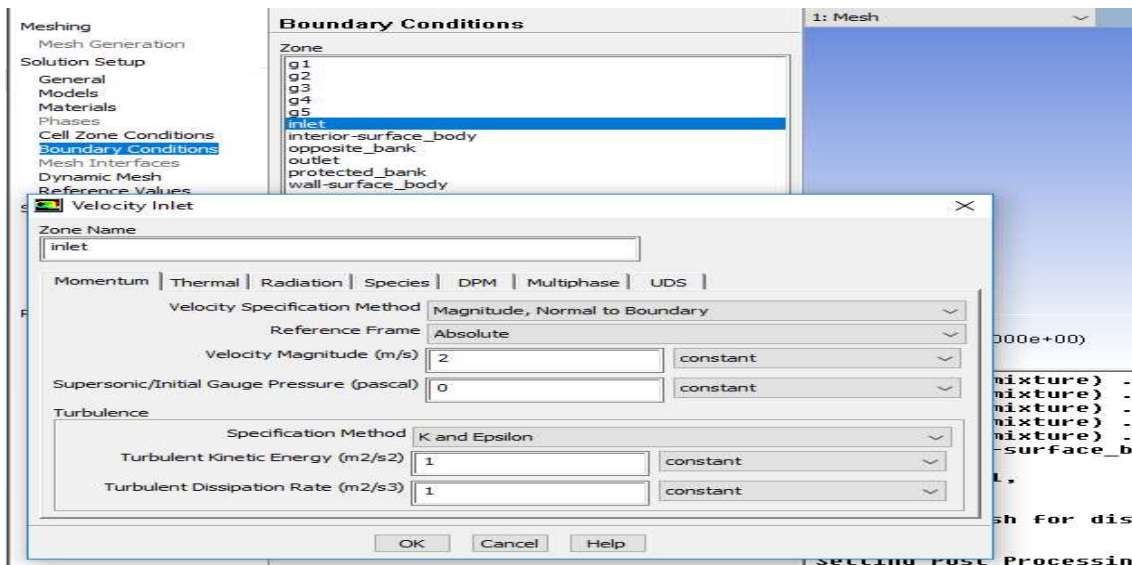 Meshing
Mesh Generation
Solution Setup
General
Models
Materials
Phases
Cell Zone Conditions
Boundary Conditions
Mesh Interfaces
Dynamic Mesh
Reference Values
Boundary Conditions
Zone
g1
g2
g3
g4
g5
inlet
interior-surface_body
opposite_bank
outlet
protected_bank
wall-surface_body
1: Mesh
Velocity Inlet
Zone Name
inlet
Momentum Thermal Radiation Species DPM Multiphase UDS
Velocity Specification Method Magnitude, Normal to Boundary
Reference Frame Absolute
Velocity Magnitude (m/s) 2 constant
Supersonic/Initial Gauge Pressure (pascal) 0 constant
Turbulence
Specification Method K and Epsilon
Turbulent Kinetic Energy (m2/s2) 1 constant
Turbulent Dissipation Rate (m2/s3) 1 constant
OK Cancel Help
000e+00)
mixture) .
mixture) .
mixture) .
mixture) .
mixture) .
-surface_b
sh for dis
Setting Post Processin